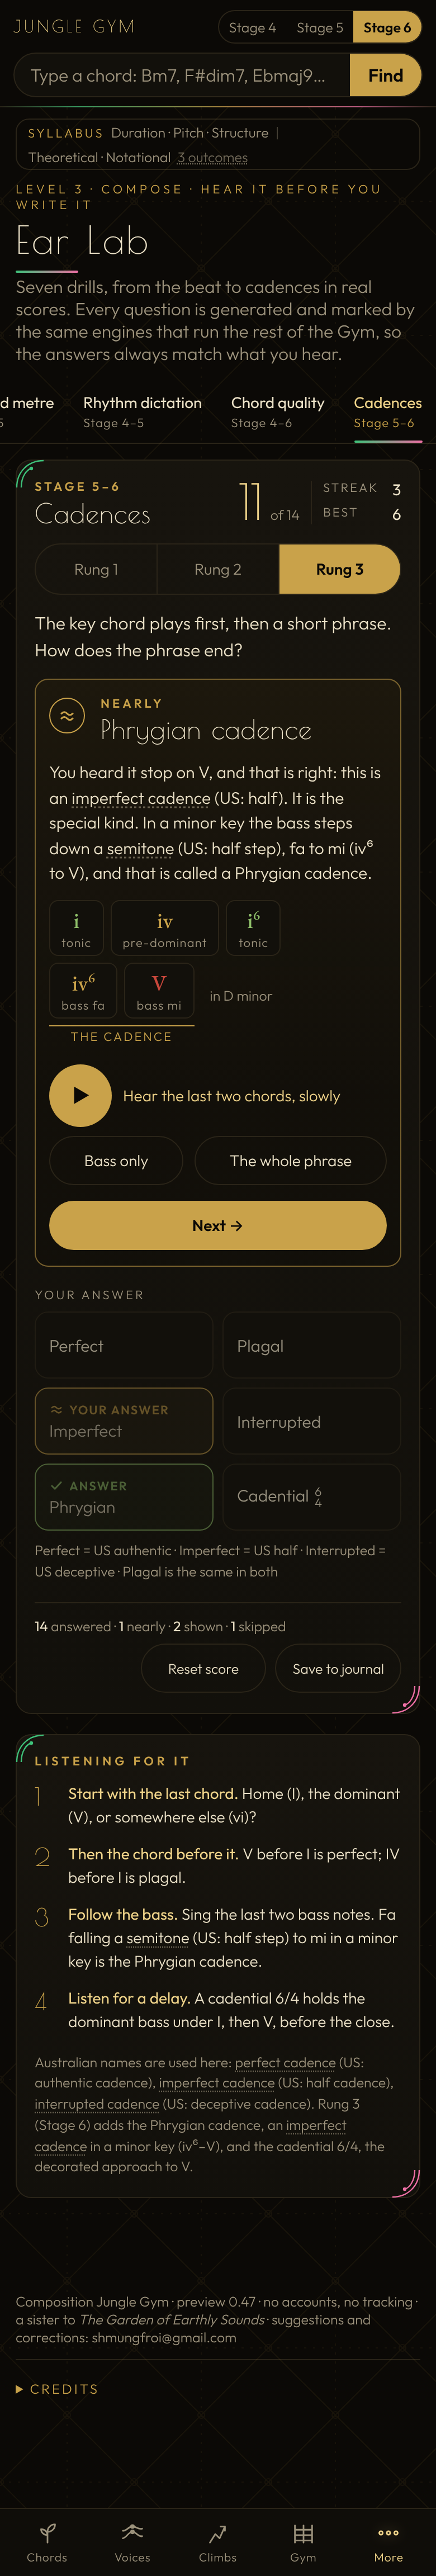 JUNGLE GYM
Stage 4 Stage 5 Stage 6
Type a chord: Bm7, F#dim7, Ebmaj9... Find
SYLLABUS Duration · Pitch · Structure |
Theoretical · Notational 3 outcomes
LEVEL 3 · COMPOSE · HEAR IT BEFORE YOU
WRITE IT
Ear Lab
Seven drills, from the beat to cadences in real
scores. Every question is generated and marked by
the same engines that run the rest of the Gym, so
the answers always match what you hear.
d metre Rhythm dictation Chord quality Cadences
5 Stage 4–5 Stage 4–6 Stage 5–6
STAGE 5–6
Cadences
11 of 14
STREAK 3
BEST 6
Rung 1 Rung 2 Rung 3
The key chord plays first, then a short phrase.
How does the phrase end?
≈ NEARLY
Phrygian cadence
You heard it stop on V, and that is right: this is
an imperfect cadence (US: half). It is the
special kind. In a minor key the bass steps
down a semitone (US: half step), fa to mi (iv⁶
to V), and that is called a Phrygian cadence.
i iv i⁶
tonic pre-dominant tonic
iv⁶ V
bass fa bass mi in D minor
THE CADENCE
Hear the last two chords, slowly
Bass only The whole phrase
Next →
YOUR ANSWER
Perfect Plagal
≈ YOUR ANSWER
Imperfect Interrupted
✓ ANSWER
Phrygian Cadential 6 4
Perfect = US authentic · Imperfect = US half · Interrupted =
US deceptive · Plagal is the same in both
14 answered · 1 nearly · 2 shown · 1 skipped
Reset score Save to journal
LISTENING FOR IT
1 Start with the last chord. Home (I), the dominant
(V), or somewhere else (vi)?
2 Then the chord before it. V before I is perfect; IV
before I is plagal.
3 Follow the bass. Sing the last two bass notes. Fa
falling a semitone (US: half step) to mi in a minor
key is the Phrygian cadence.
4 Listen for a delay. A cadential 6/4 holds the
dominant bass under I, then V, before the close.
Australian names are used here: perfect cadence (US:
authentic cadence), imperfect cadence (US: half cadence),
interrupted cadence (US: deceptive cadence). Rung 3
(Stage 6) adds the Phrygian cadence, an imperfect
cadence in a minor key (iv⁶–V), and the cadential 6/4, the
decorated approach to V.
Composition Jungle Gym · preview 0.47 · no accounts, no tracking ·
a sister to The Garden of Earthly Sounds · suggestions and
corrections: shmungfroi@gmail.com
▶ CREDITS
Chords Voices Climbs Gym More